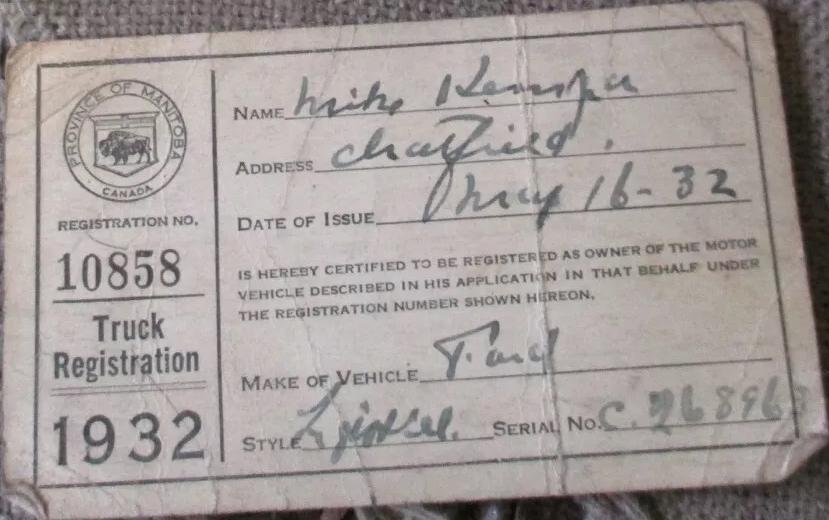 PROVINCE OF MANITOBA
CANADA
REGISTRATION NO.
10858
Truck
Registration
1932
NAME Mike
ADDRESS Chatfield.
DATE OF ISSUE May 16-32
IS HEREBY CERTIFIED TO BE REGISTERED AS OWNER OF THE MOTOR
VEHICLE DESCRIBED IN HIS APPLICATION IN THAT BEHALF UNDER
THE REGISTRATION NUMBER SHOWN HEREON.
MAKE OF VEHICLE Ford
STYLE SERIAL NO.